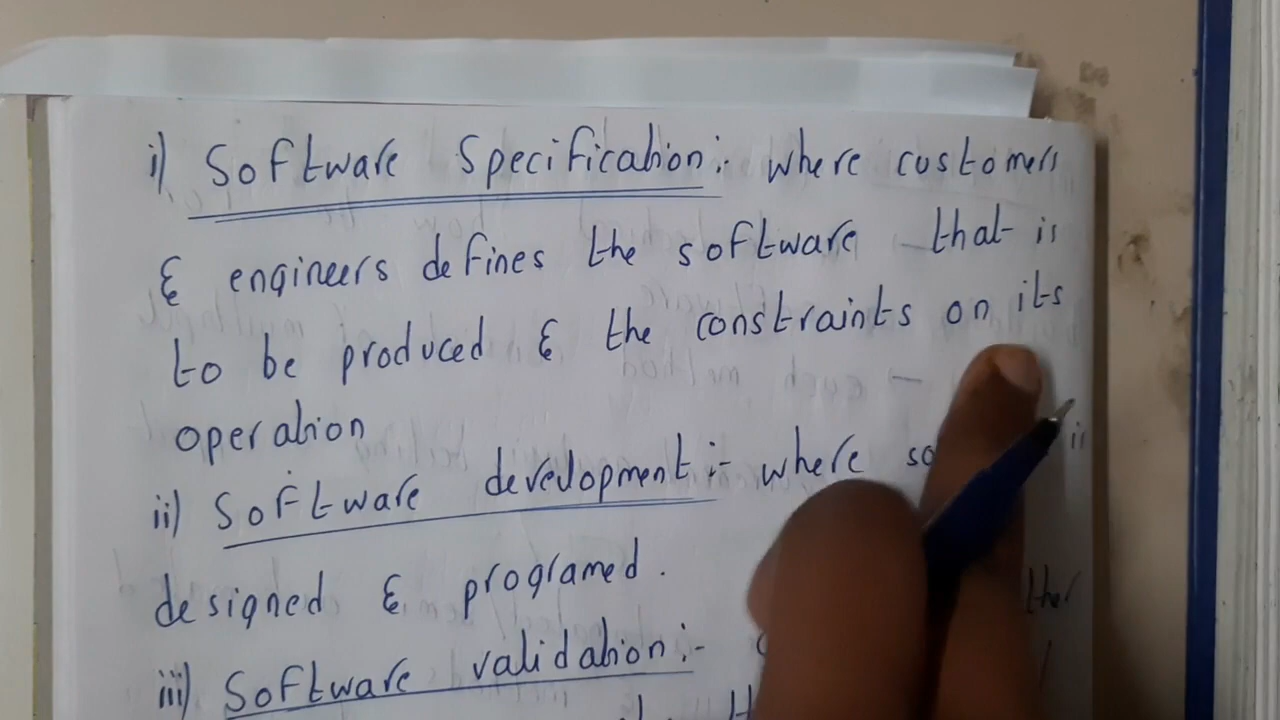 i) Software Specification:- where customers
& engineers defines the software that is
to be produced & the constraints on its
operation
ii) Software development:- where is
designed & programed.
iii) Software validation:-